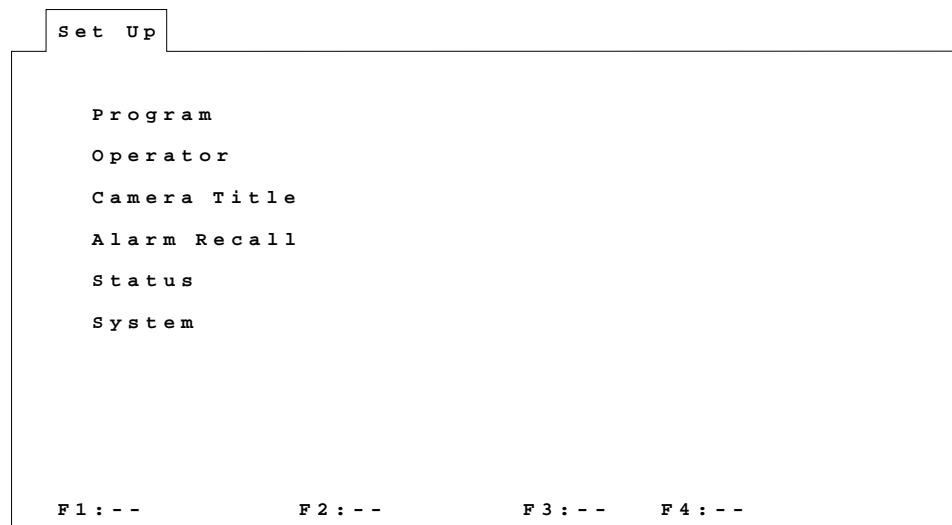 Set Up
Program
Operator
Camera Title
Alarm Recall
Status
System
F1:-- F2:-- F3:-- F4:--